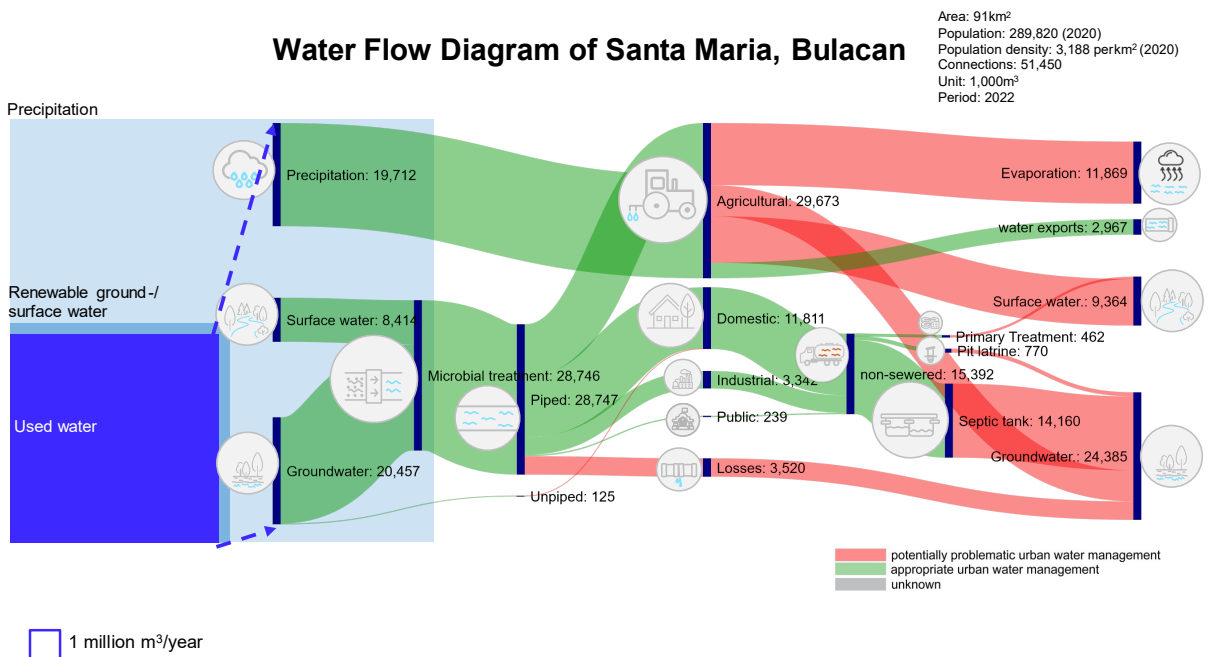 Water Flow Diagram of Santa Maria, Bulacan
Area: 91km²
Population: 289,820 (2020)
Population density: 3,188 perkm² (2020)
Connections: 51,450
Unit: 1,000m³
Period: 2022
Precipitation
Precipitation: 19,712
Renewable ground-/
surface water
Surface water: 8,414
Used water
Groundwater: 20,457
Microbial treatment: 28,746
Piped: 28,747
Unpiped: 125
Agricultural: 29,673
Domestic: 11,811
Industrial: 3,342
Public: 239
Losses: 3,520
non-sewered: 15,392
Primary Treatment: 462
Pit latrine: 770
Septic tank: 14,160
Evaporation: 11,869
water exports: 2,967
Surface water.: 9,364
Groundwater.: 24,385
potentially problematic urban water management
appropriate urban water management
unknown
1 million m³/year